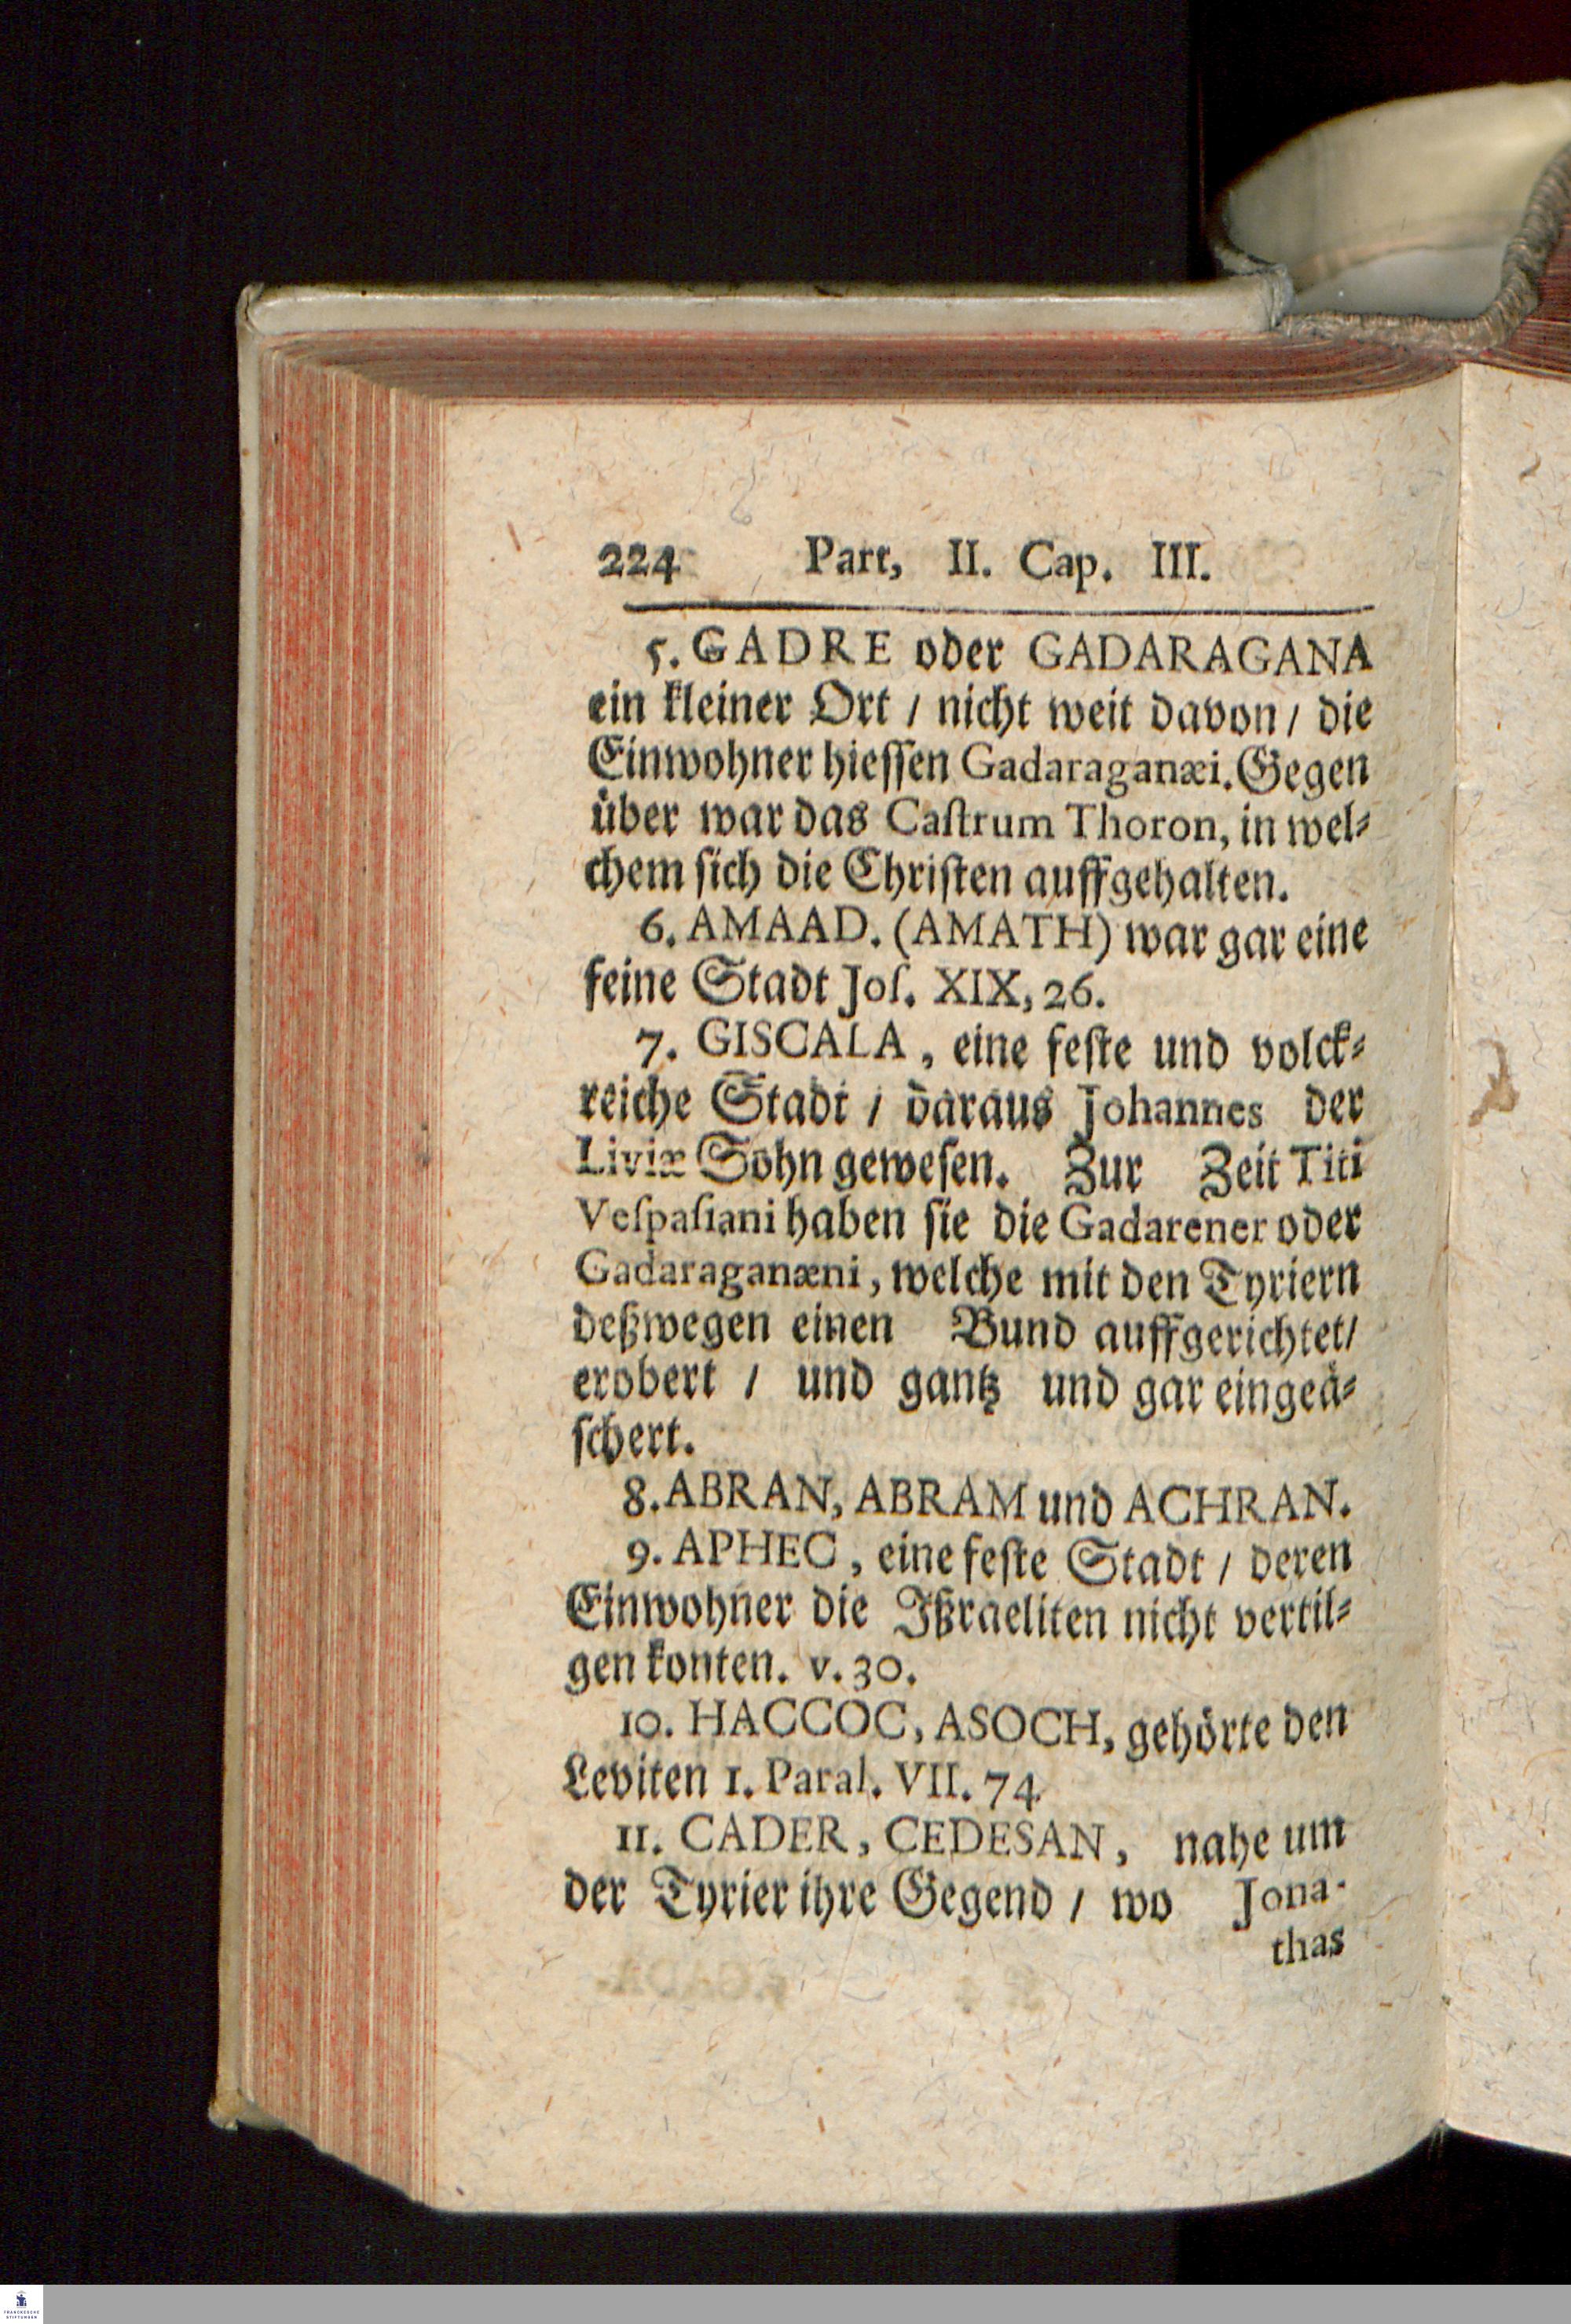 224 Part, II. Cap. III.
5. GADRE oder GADARAGANA
ein kleiner Ort / nicht weit davon / die
Einwohner hieſſen Gadaraganæi. Gegen
über war das Caſtrum Thoron, in wel⸗
chem ſich die Chriſten auffgehalten.
6. AMAAD. (AMATH) war gar eine
feine Stadt Joſ. XIX, 26.
7. GISCALA, eine feſte und volck⸗
reiche Stadt / daraus Johannes der
Liviæ Sohn geweſen. Zur Zeit Titi
Veſpaſiani haben ſie die Gadarener oder
Gadaraganæni, welche mit den Tyriern
deßwegen einen Bund auffgerichtet/
erobert / und gantz und gar eingeä⸗
ſchert.
8. ABRAN, ABRAM und ACHRAN.
9. APHEC, eine feſte Stadt / deren
Einwohner die Jßraeliten nicht vertil⸗
gen konten. v. 30.
10. HACCOC, ASOCH, gehörte den
Leviten 1. Paral. VII. 74
11. CADER, CEDESAN, nahe um
der Tyrier ihre Gegend / wo Jona-
thas
FRANCKESCHE
STIFTUNGEN